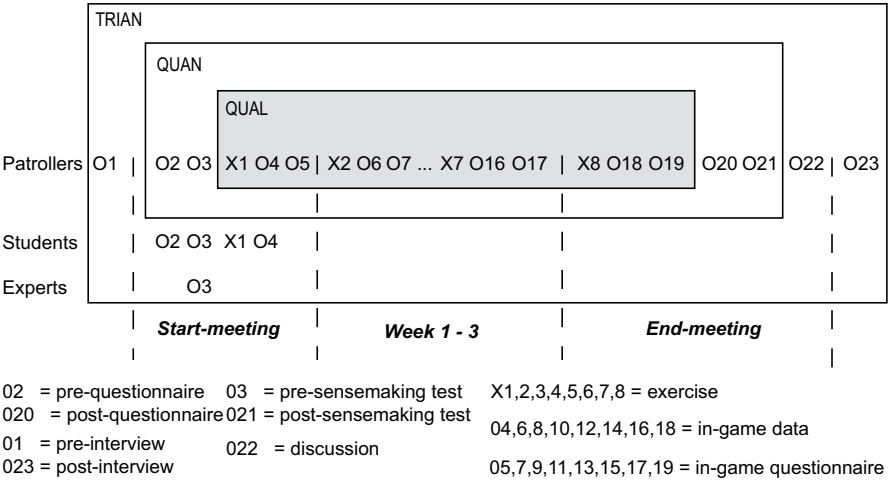 TRIAN
QUAN
QUAL
Patrollers O1 | O2 O3 X1 O4 O5 | X2 O6 O7 ... X7 O16 O17 | X8 O18 O19 O20 O21 O22 | O23
Students O2 O3 X1 O4
Experts O3
Start-meeting Week 1 - 3 End-meeting
02 = pre-questionnaire 03 = pre-sensemaking test X1,2,3,4,5,6,7,8 = exercise
020 = post-questionnaire 021 = post-sensemaking test
04,6,8,10,12,14,16,18 = in-game data
01 = pre-interview 022 = discussion
023 = post-interview 05,7,9,11,13,15,17,19 = in-game questionnaire